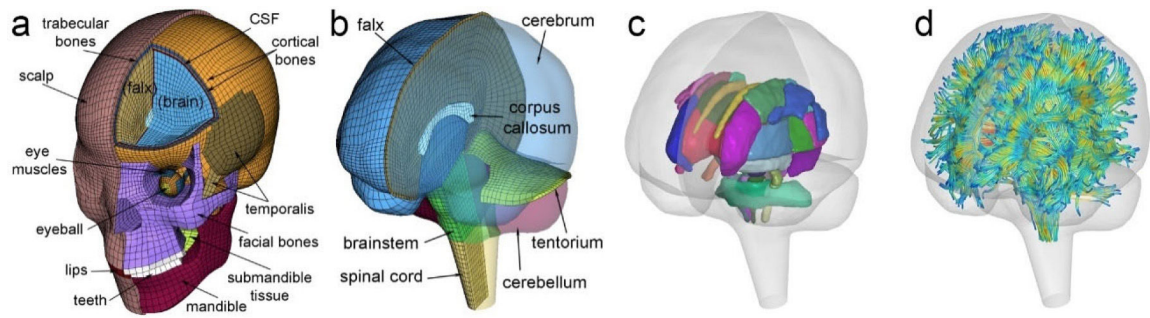 a
trabecular
bones
CSF
cortical
bones
scalp
(falx)
(brain)
eye
muscles
temporalis
eyeball
facial bones
lips
submandible
tissue
teeth
mandible
b
falx
cerebrum
corpus
callosum
brainstem
tentorium
spinal cord
cerebellum
c
d